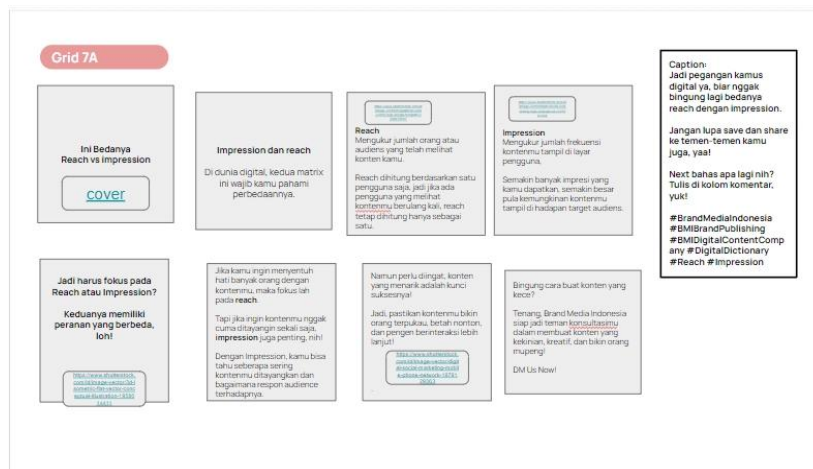 Grid 7A
Ini Bedanya
Reach vs impression
cover
Impression dan reach
Di dunia digital, kedua matrix
ini wajib kamu pahami
perbedaannya.
Reach
Mengukur jumlah orang atau
audiens yang telah melihat
konten kamu.
Reach dihitung berdasarkan satu
pengguna saja, jadi jika ada
pengguna yang melihat
kontenmu berulang kali, reach
tetap dihitung hanya sebagai
satu.
Impression
Mengukur jumlah frekuensi
kontenmu tampil di layar
pengguna,
Semakin banyak impresi yang
kamu dapatkan, semakin besar
pula kemungkinan kontenmu
tampil di hadapan target audiens.
Caption:
Jadi pegangan kamus
digital ya, biar nggak
bingung lagi bedanya
reach dengan impression.
Jangan lupa save dan share
ke temen-temen kamu
juga, yaa!
Next bahas apa lagi nih?
Tulis di kolom komentar,
yuk!
#BrandMediaIndonesia
#BMIBrandPublishing
#BMIDigitalContentComp
any #DigitalDictionary
#Reach #Impression
Jadi harus fokus pada
Reach atau Impression?
Keduanya memiliki
peranan yang berbeda,
loh!
Jika kamu ingin menyentuh
hati banyak orang dengan
kontenmu, maka fokus lah
pada reach.
Tapi jika ingin kontenmu nggak
cuma ditayangin sekali saja,
impression juga penting, nih!
Dengan Impression, kamu bisa
tahu seberapa sering
kontenmu ditayangkan dan
bagaimana respon audiens
terhadapnya.
Namun perlu diingat, konten
yang menarik adalah kunci
suksesnya!
Jadi, pastikan kontenmu bikin
orang terpukau, betah nonton,
dan pengen berinteraksi lebih
lanjut!
Bingung cara buat konten yang
kece?
Tenang, Brand Media Indonesia
siap jadi teman konsultasimu
dalam membuat konten yang
kekinian, kreatif, dan bikin orang
mupeng!
DM Us Now!